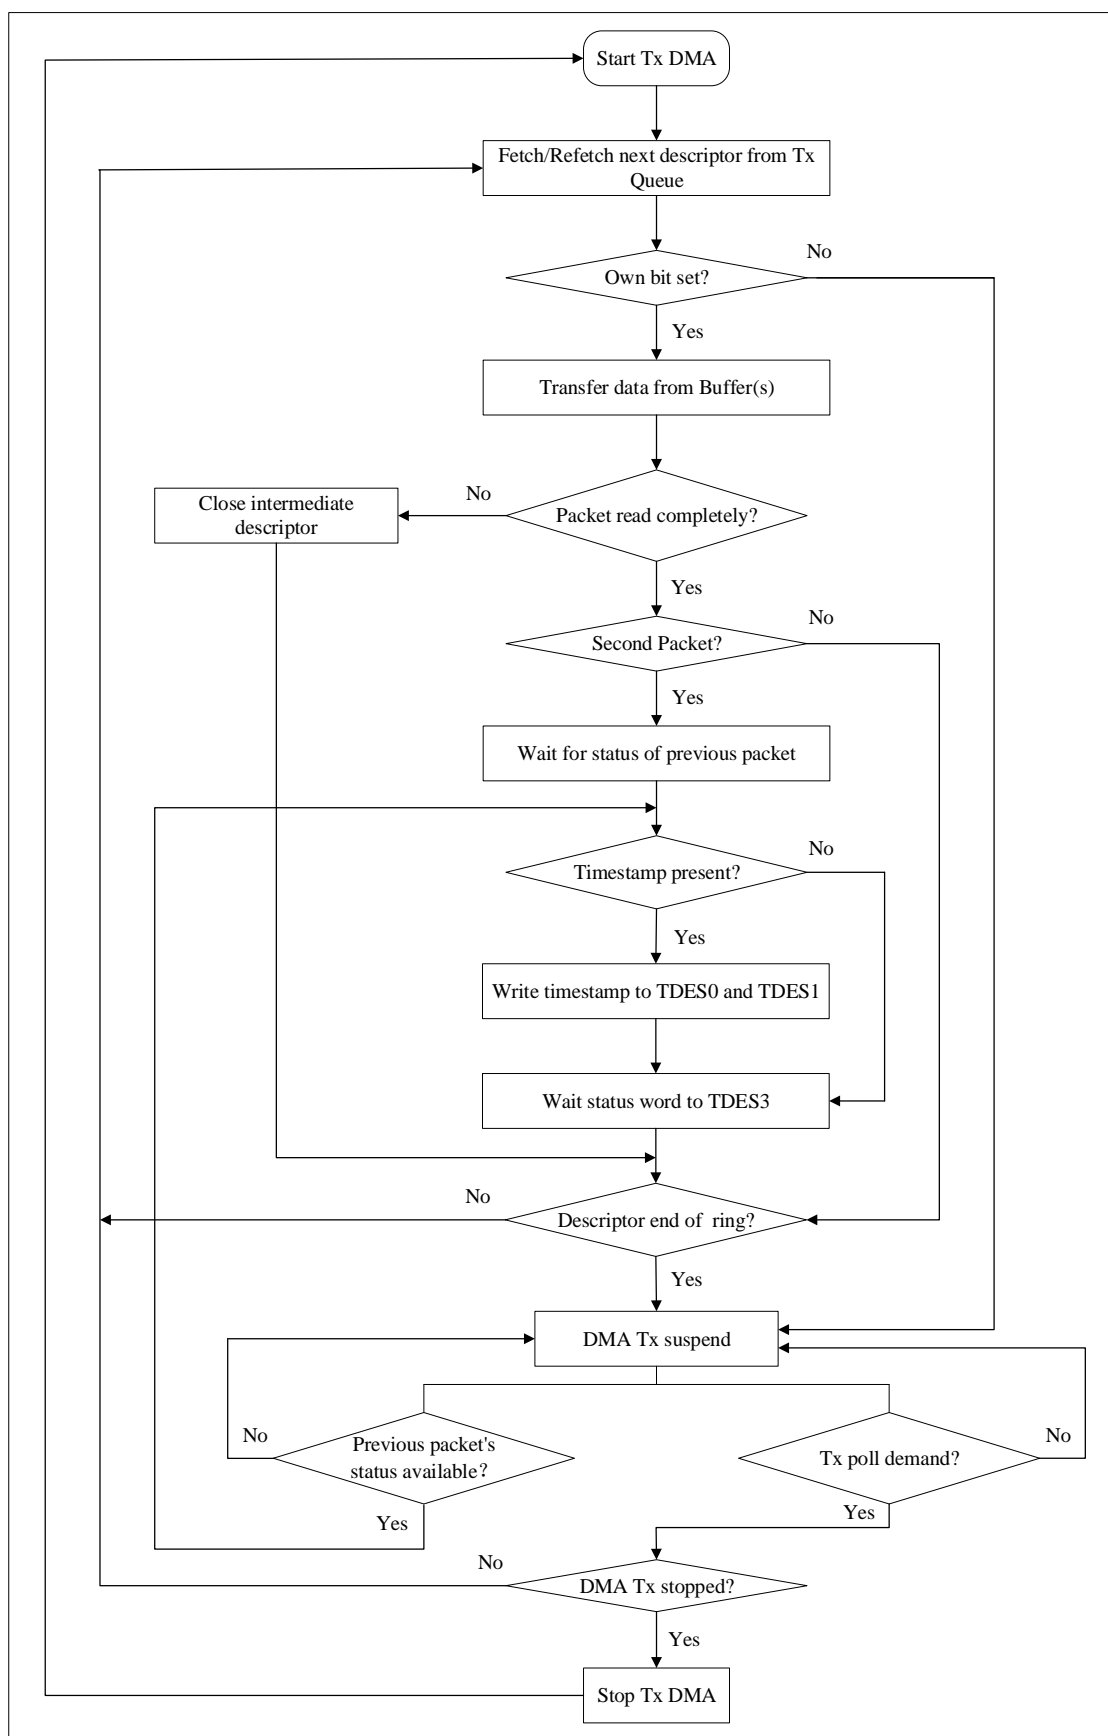 Start Tx DMA
Fetch/Refetch next descriptor from Tx
Queue
No
Own bit set?
Yes
Transfer data from Buffer(s)
No
Close intermediate
descriptor
Packet read completely?
Yes
No
Second Packet?
Yes
Wait for status of previous packet
No
Timestamp present?
Yes
Write timestamp to TDES0 and TDES1
Wait status word to TDES3
No
Descriptor end of ring?
Yes
DMA Tx suspend
No
Previous packet's
status available?
Yes
Tx poll demand?
No
Yes
No
DMA Tx stopped?
Yes
Stop Tx DMA